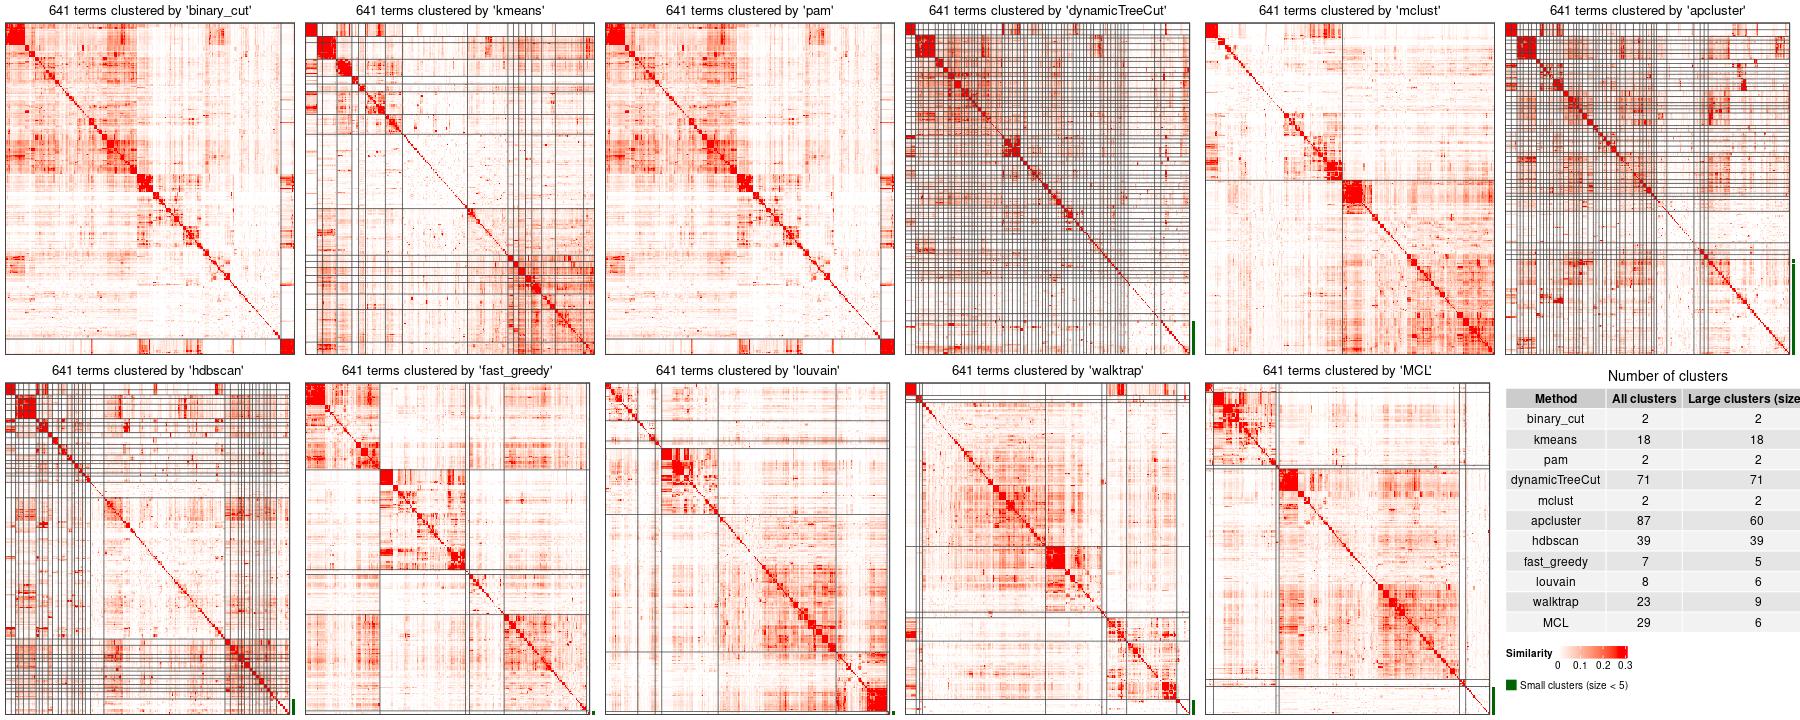 641 terms clustered by 'binary_cut'
641 terms clustered by 'kmeans'
641 terms clustered by 'pam'
641 terms clustered by 'dynamicTreeCut'
641 terms clustered by 'mclust'
641 terms clustered by 'apcluster'
641 terms clustered by 'hdbscan'
641 terms clustered by 'fast_greedy'
641 terms clustered by 'louvain'
641 terms clustered by 'walktrap'
641 terms clustered by 'MCL'
Number of clusters
Method All clusters Large clusters (size
binary_cut 2 2
kmeans 18 18
pam 2 2
dynamicTreeCut 71 71
mclust 2 2
apcluster 87 60
hdbscan 39 39
fast_greedy 7 5
louvain 8 6
walktrap 23 9
MCL 29 6
Similarity
0 0.1 0.2 0.3
Small clusters (size < 5)